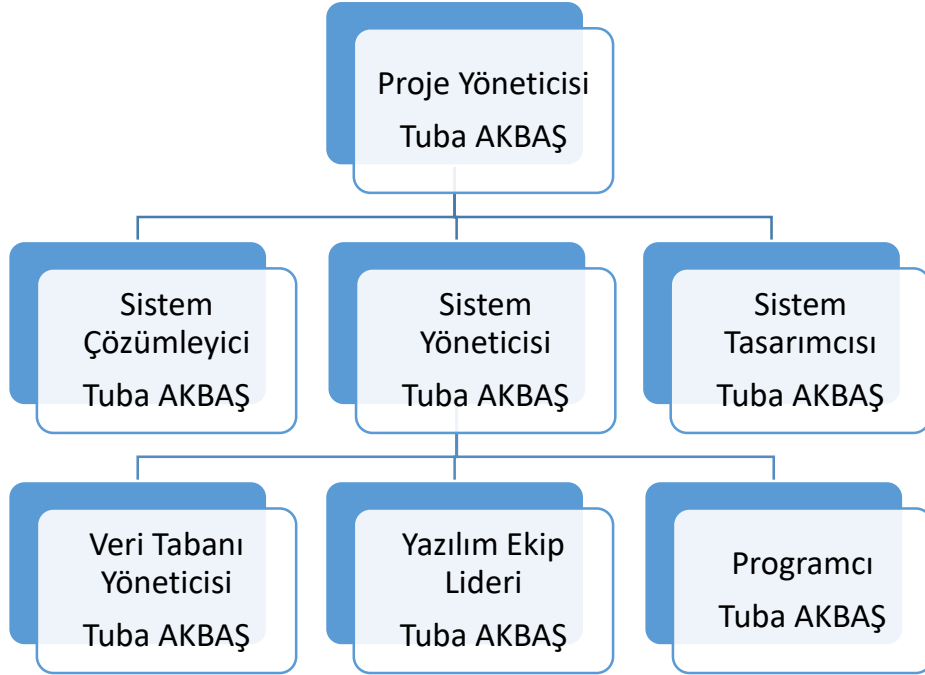 Proje Yöneticisi
Tuba AKBAŞ
Sistem
Çözümleyici
Tuba AKBAŞ
Sistem
Yöneticisi
Tuba AKBAŞ
Sistem
Tasarımcısı
Tuba AKBAŞ
Veri Tabanı
Yöneticisi
Tuba AKBAŞ
Yazılım Ekip
Lideri
Tuba AKBAŞ
Programcı
Tuba AKBAŞ